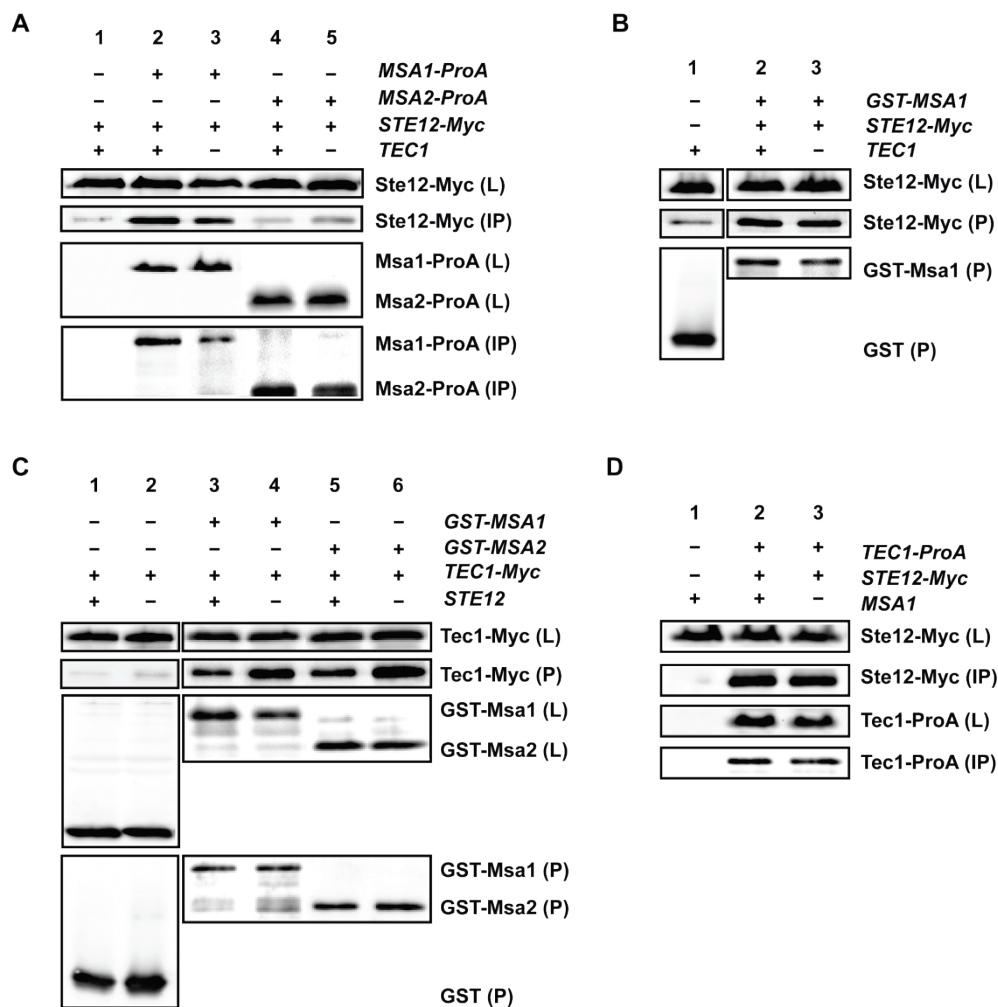 A
1 2 3 4 5
– + + – – MSA1-ProA
– – – + + MSA2-ProA
+ + + + + STE12-Myc
+ + – + – TEC1
Ste12-Myc (L)
Ste12-Myc (IP)
Msa1-ProA (L)
Msa2-ProA (L)
Msa1-ProA (IP)
Msa2-ProA (IP)
B
1 2 3
– + + GST-MSA1
– + + STE12-Myc
+ + – TEC1
Ste12-Myc (L)
Ste12-Myc (P)
GST-Msa1 (P)
GST (P)
C
1 2 3 4 5 6
– – + + – – GST-MSA1
– – – – + + GST-MSA2
+ + + + + + TEC1-Myc
+ – + – + – STE12
Tec1-Myc (L)
Tec1-Myc (P)
GST-Msa1 (L)
GST-Msa2 (L)
GST-Msa1 (P)
GST-Msa2 (P)
GST (P)
D
1 2 3
– + + TEC1-ProA
– + + STE12-Myc
+ + – MSA1
Ste12-Myc (L)
Ste12-Myc (IP)
Tec1-ProA (L)
Tec1-ProA (IP)